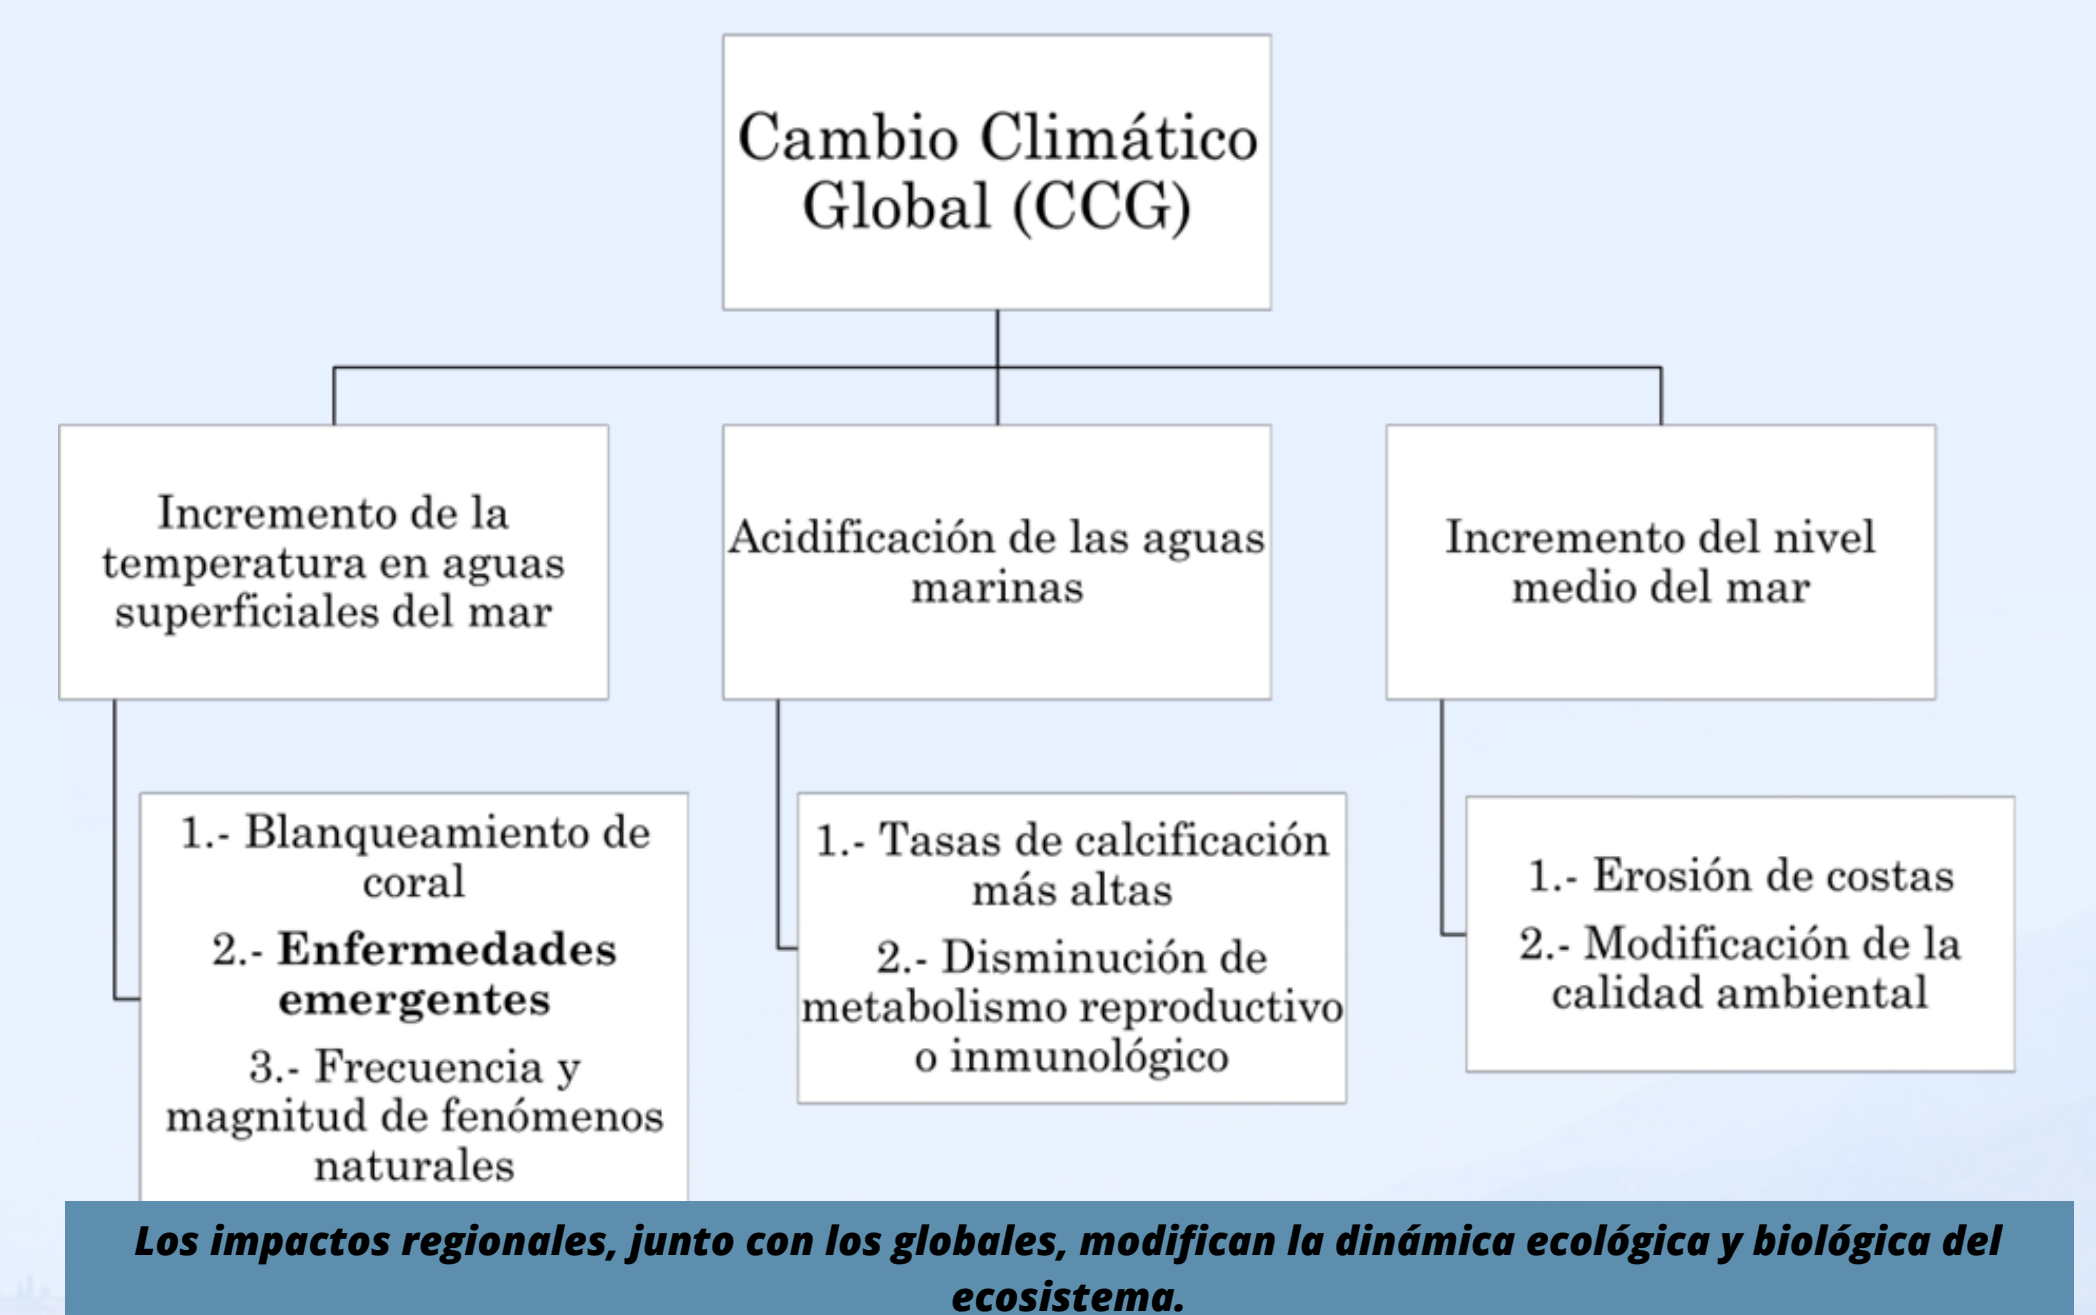 Cambio Climático
Global (CCG)
Incremento de la
temperatura en aguas
superficiales del mar
Acidificación de las aguas
marinas
Incremento del nivel
medio del mar
1.- Blanqueamiento de
coral
2.- Enfermedades
emergentes
3.- Frecuencia y
magnitud de fenómenos
naturales
1.- Tasas de calcificación
más altas
2.- Disminución de
metabolismo reproductivo
o inmunológico
1.- Erosión de costas
2.- Modificación de la
calidad ambiental
Los impactos regionales, junto con los globales, modifican la dinámica ecológica y biológica del
ecosistema.